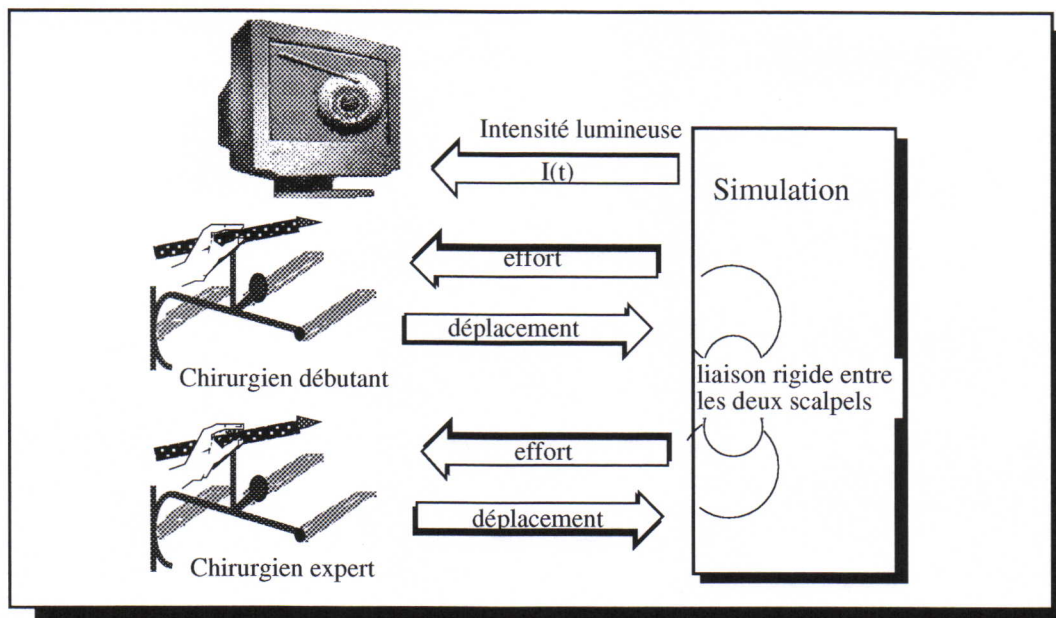 Intensité lumineuse
I(t)
Simulation
effort
déplacement
Chirurgien débutant
liaison rigide entre
les deux scalpels
effort
déplacement
Chirurgien expert